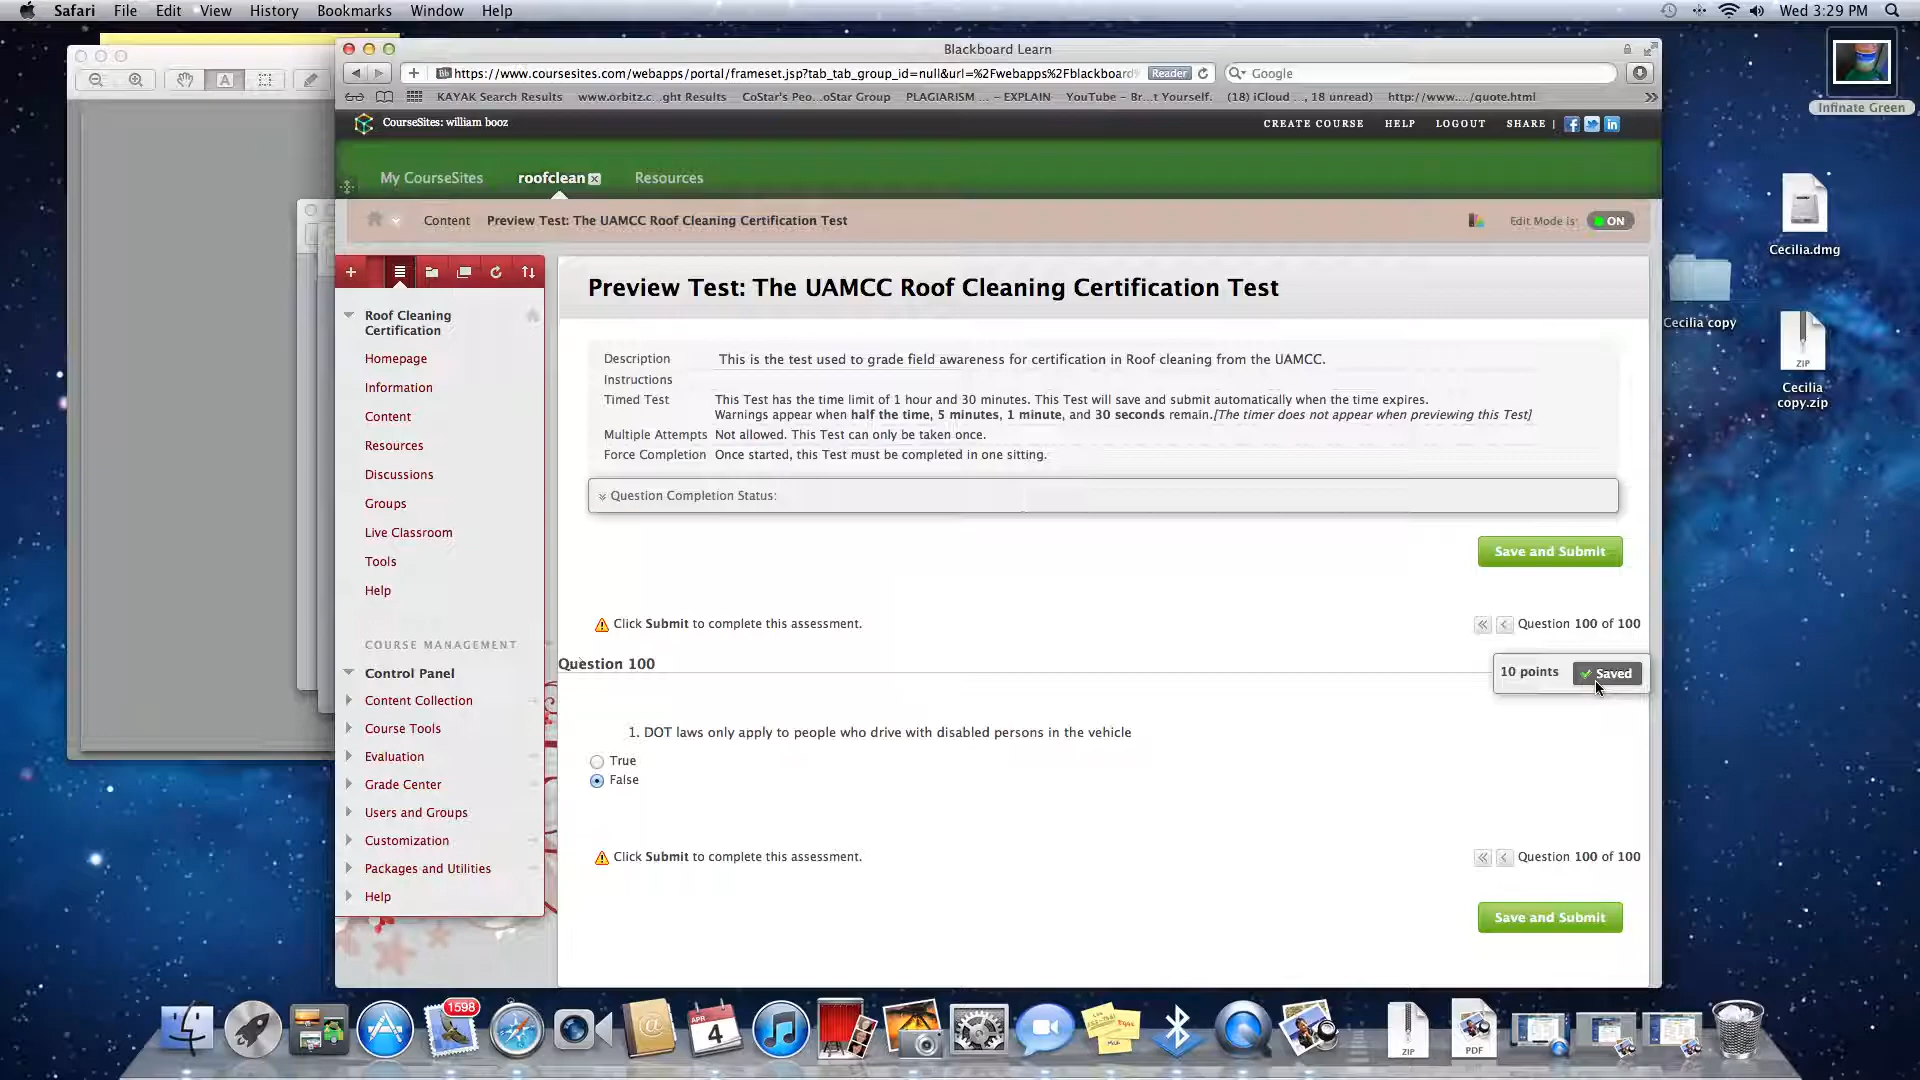 Safari File Edit View History Bookmarks Window Help
Wed 3:29 PM
Blackboard Learn
https://www.coursesites.com/webapps/portal/frameset.jsp?tab_tab_group_id=null&url=%2Fwebapps%2Fblackboard
Reader
Google
KAYAK Search Results www.orbitz.c...ght Results CoStar's Peo...oStar Group PLAGIARISM ... – EXPLAIN YouTube – Br...t Yourself. (18) iCloud ..., 18 unread) http://www..../quote.html
CourseSites: william booz
CREATE COURSE HELP LOGOUT SHARE |
My CourseSites roofclean Resources
Content Preview Test: The UAMCC Roof Cleaning Certification Test
Edit Mode is: ON
Roof Cleaning
Certification
Homepage
Information
Content
Resources
Discussions
Groups
Live Classroom
Tools
Help
COURSE MANAGEMENT
Control Panel
Content Collection
Course Tools
Evaluation
Grade Center
Users and Groups
Customization
Packages and Utilities
Help
Preview Test: The UAMCC Roof Cleaning Certification Test
Description This is the test used to grade field awareness for certification in Roof cleaning from the UAMCC.
Instructions
Timed Test This Test has the time limit of 1 hour and 30 minutes. This Test will save and submit automatically when the time expires.
Warnings appear when half the time, 5 minutes, 1 minute, and 30 seconds remain.[The timer does not appear when previewing this Test]
Multiple Attempts Not allowed. This Test can only be taken once.
Force Completion Once started, this Test must be completed in one sitting.
Question Completion Status:
Save and Submit
Click Submit to complete this assessment.
Question 100 of 100
Question 100
10 points Saved
1. DOT laws only apply to people who drive with disabled persons in the vehicle
True
False
Click Submit to complete this assessment.
Question 100 of 100
Save and Submit
Infinate Green
Cecilia.dmg
Cecilia copy
ZIP
Cecilia
copy.zip
1598
APR
4
ZIP
PDF